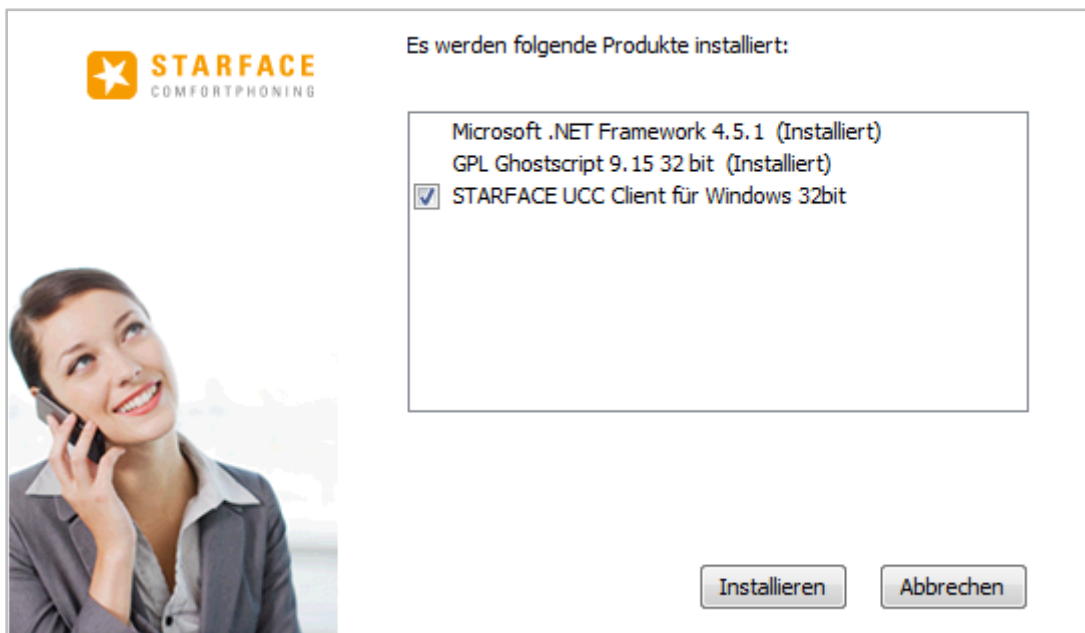 STARFACE
COMFORTPHONING
Es werden folgende Produkte installiert:
Microsoft .NET Framework 4.5.1 (Installiert)
GPL Ghostscript 9.15 32 bit (Installiert)
STARFACE UCC Client für Windows 32bit
Installieren
Abbrechen